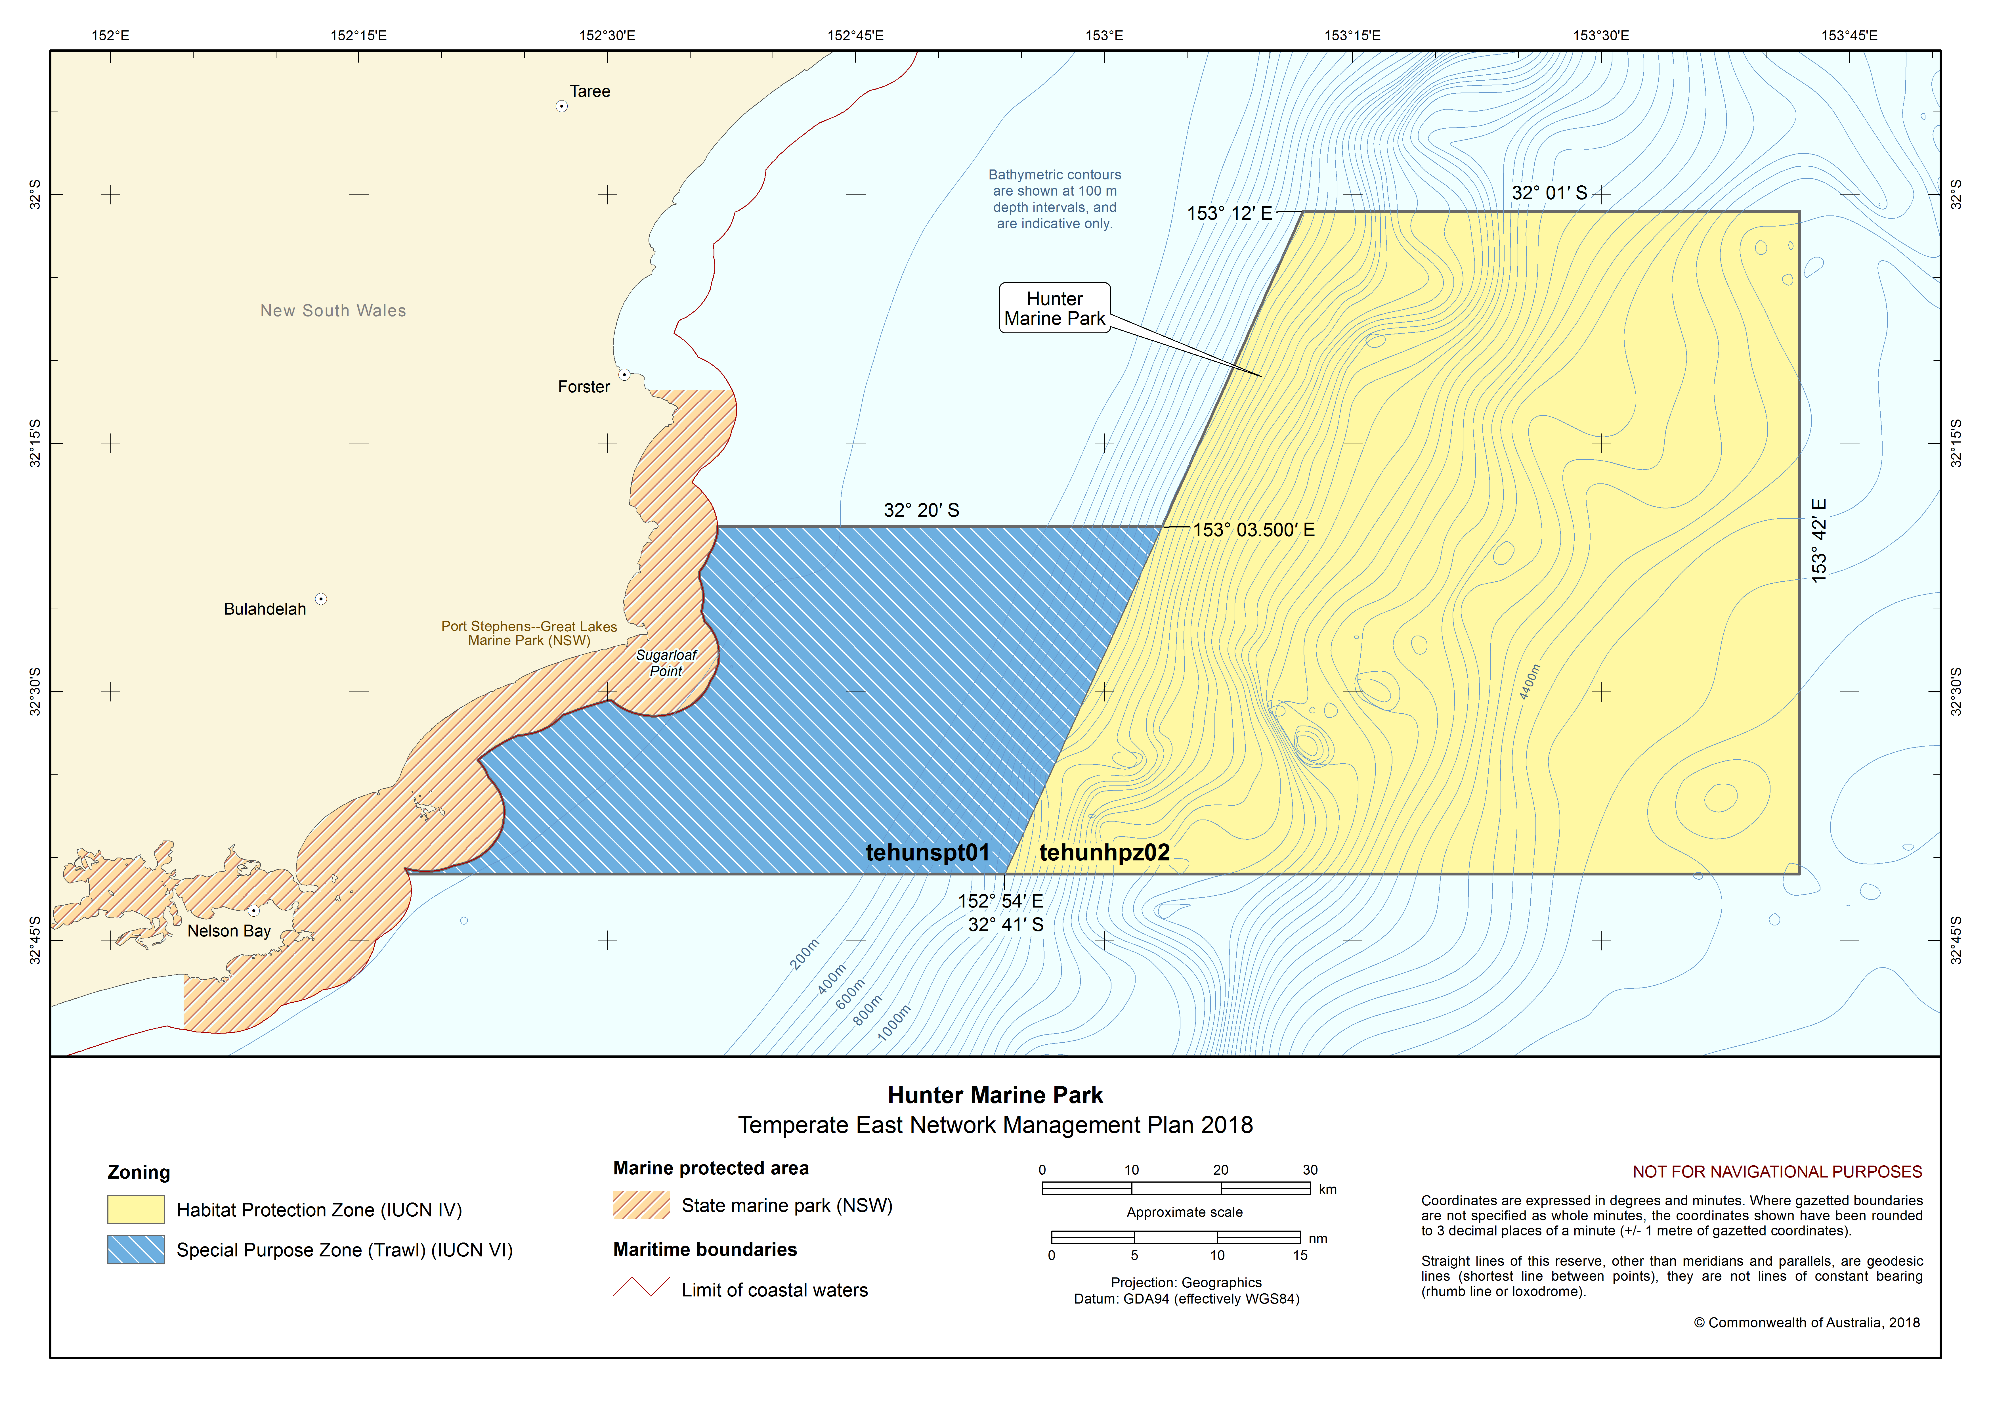 152°E
152°15'E
152°30'E
152°45'E
153°E
153°15'E
153°30'E
153°45'E
Taree
Bathymetric contours
are shown at 100 m
depth intervals, and
are indicative only.
32°S
32° 01' S
32°S
153° 12' E
Hunter
Marine Park
New South Wales
Forster
32°15'S
32°15'S
32° 20' S
153° 03.500' E
153° 42' E
Bulahdelah
Port Stephens--Great Lakes
Marine Park (NSW)
Sugarloaf
Point
32°30'S
4400m
32°30'S
tehunspt01
tehunhpz02
152° 54' E
32° 41' S
Nelson Bay
32°45'S
32°45'S
200m
400m
600m
800m
1000m
Hunter Marine Park
Temperate East Network Management Plan 2018
Zoning
Habitat Protection Zone (IUCN IV)
Special Purpose Zone (Trawl) (IUCN VI)
Marine protected area
State marine park (NSW)
Maritime boundaries
Limit of coastal waters
0 10 20 30
km
Approximate scale
nm
0 5 10 15
Projection: Geographics
Datum: GDA94 (effectively WGS84)
NOT FOR NAVIGATIONAL PURPOSES
Coordinates are expressed in degrees and minutes. Where gazetted boundaries
are not specified as whole minutes, the coordinates shown have been rounded
to 3 decimal places of a minute (+/- 1 metre of gazetted coordinates).
Straight lines of this reserve, other than meridians and parallels, are geodesic
lines (shortest line between points), they are not lines of constant bearing
(rhumb line or loxodrome).
© Commonwealth of Australia, 2018